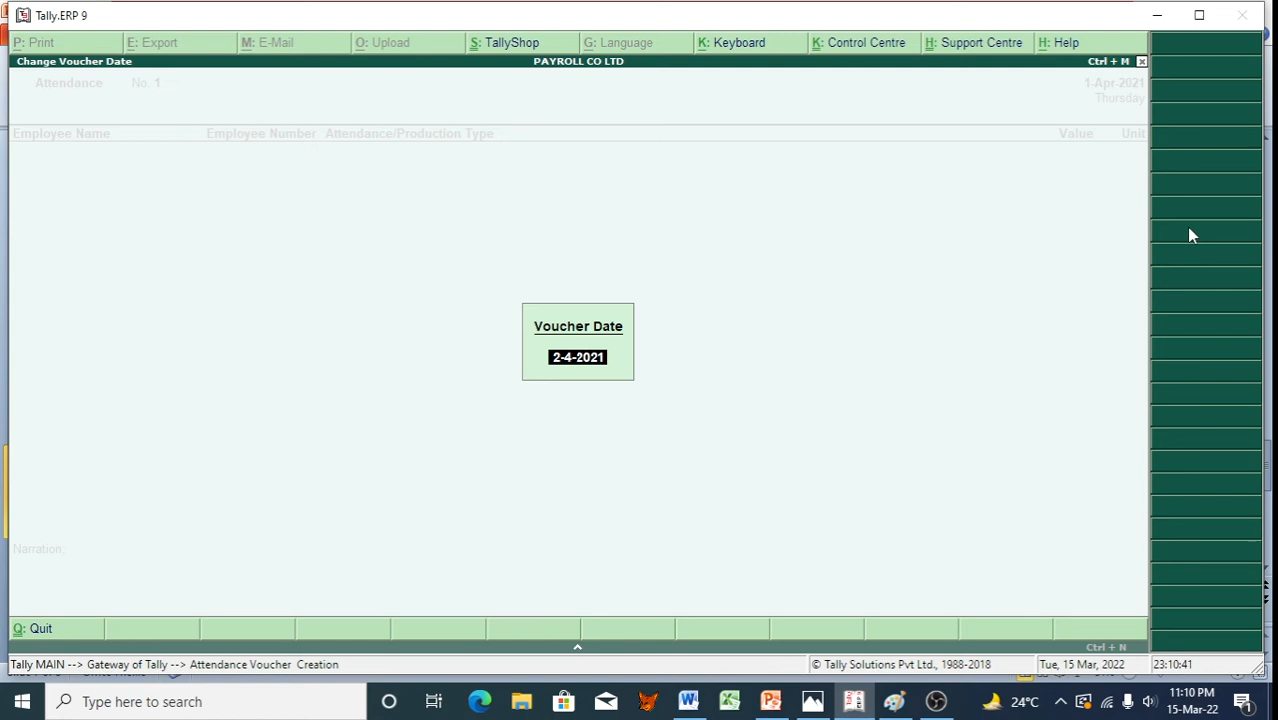 Tally.ERP 9
P: Print E: Export M: E-Mail O: Upload S: TallyShop G: Language K: Keyboard K: Control Centre H: Support Centre H: Help
Change Voucher Date PAYROLL CO LTD Ctrl + M
Attendance No. 1 1-Apr-2021
Thursday
Employee Name Employee Number Attendance/Production Type Value Unit
Voucher Date
2-4-2021
Narration:
Q: Quit
Ctrl + N
Tally MAIN --> Gateway of Tally --> Attendance Voucher Creation © Tally Solutions Pvt Ltd., 1988-2018 Tue, 15 Mar, 2022 23:10:41
Type here to search 24°C 11:10 PM
15-Mar-22
1